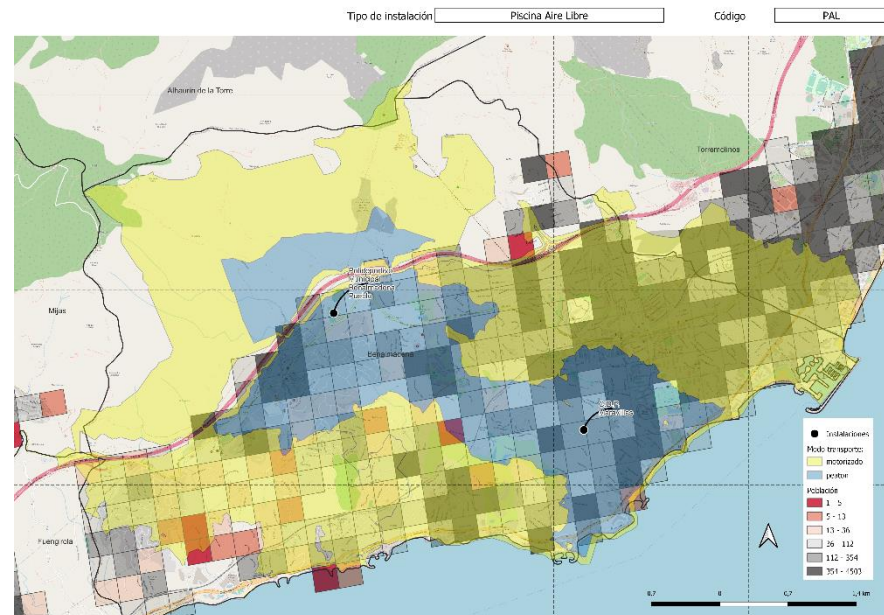 Tipo de instalación
Piscina Aire Libre
Código
PAL
Alhaurín de la Torre
Torremolinos
Mijas
Benalmádena
Fuengirola
Instalaciones
Modo transporte:
motorizado
peaton
Población
1 - 5
5 - 13
13 - 36
36 - 112
112 - 354
354 - 4503
0,7
0
0,7
1,4 km